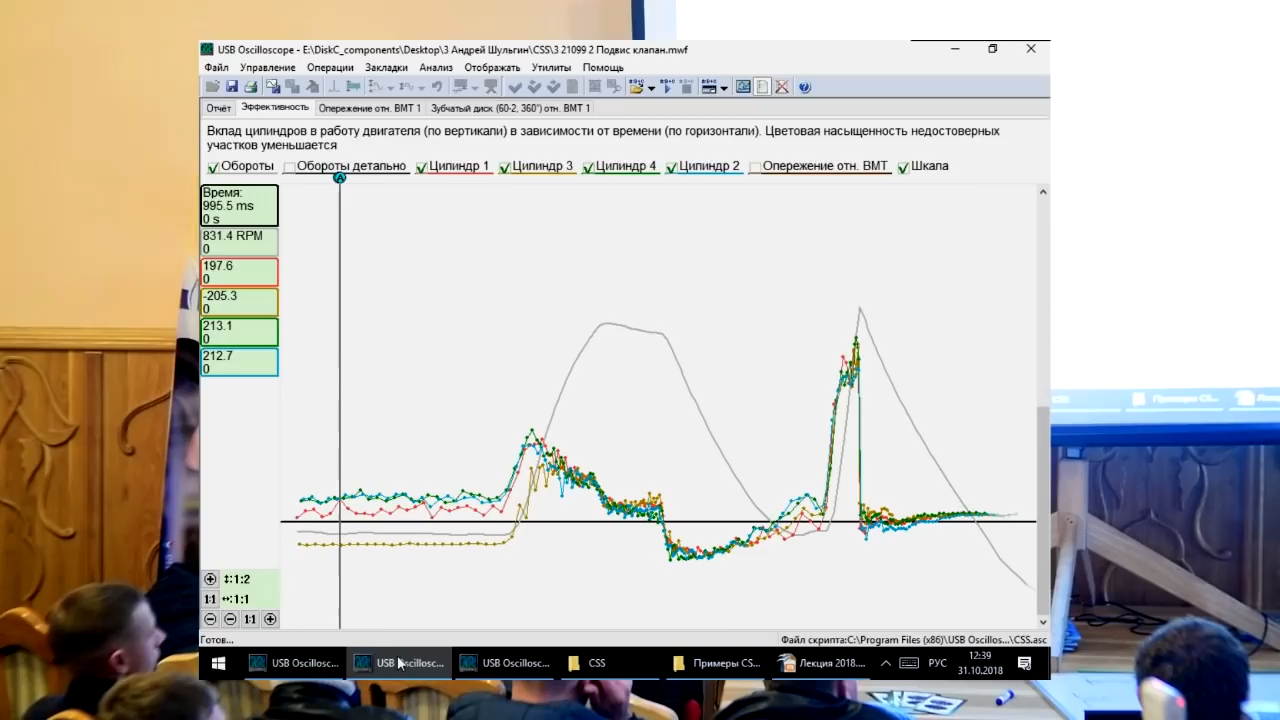 USB Oscilloscope - E:\DiskC_components\Desktop\3 Андрей Шульгин\CSS\3 21099 2 Подвис клапан.mwf
Файл Управление Операции Закладки Анализ Отображать Утилиты Помощь
Отчёт Эффективность Опережение отн. ВМТ 1 Зубчатый диск (60-2, 360°) отн. ВМТ 1
Вклад цилиндров в работу двигателя (по вертикали) в зависимости от времени (по горизонтали). Цветовая насыщенность недостоверных
участков уменьшается
Обороты Обороты детально Цилиндр 1 Цилиндр 3 Цилиндр 4 Цилиндр 2 Опережение отн. ВМТ Шкала
A
Время:
995.5 ms
0 s
831.4 RPM
0
197.6
0
-205.3
0
213.1
0
212.7
0
1:2
1:1 1:1
1:1
Готов... Файл скрипта:C:\Program Files (x86)\USB Oscillos...\CSS.asc
USB Oscillosc... USB Oscillosc... USB Oscillosc... CSS Примеры CS... Лекция 2018.... РУС 12:39
31.10.2018
CSS Примеры CS...